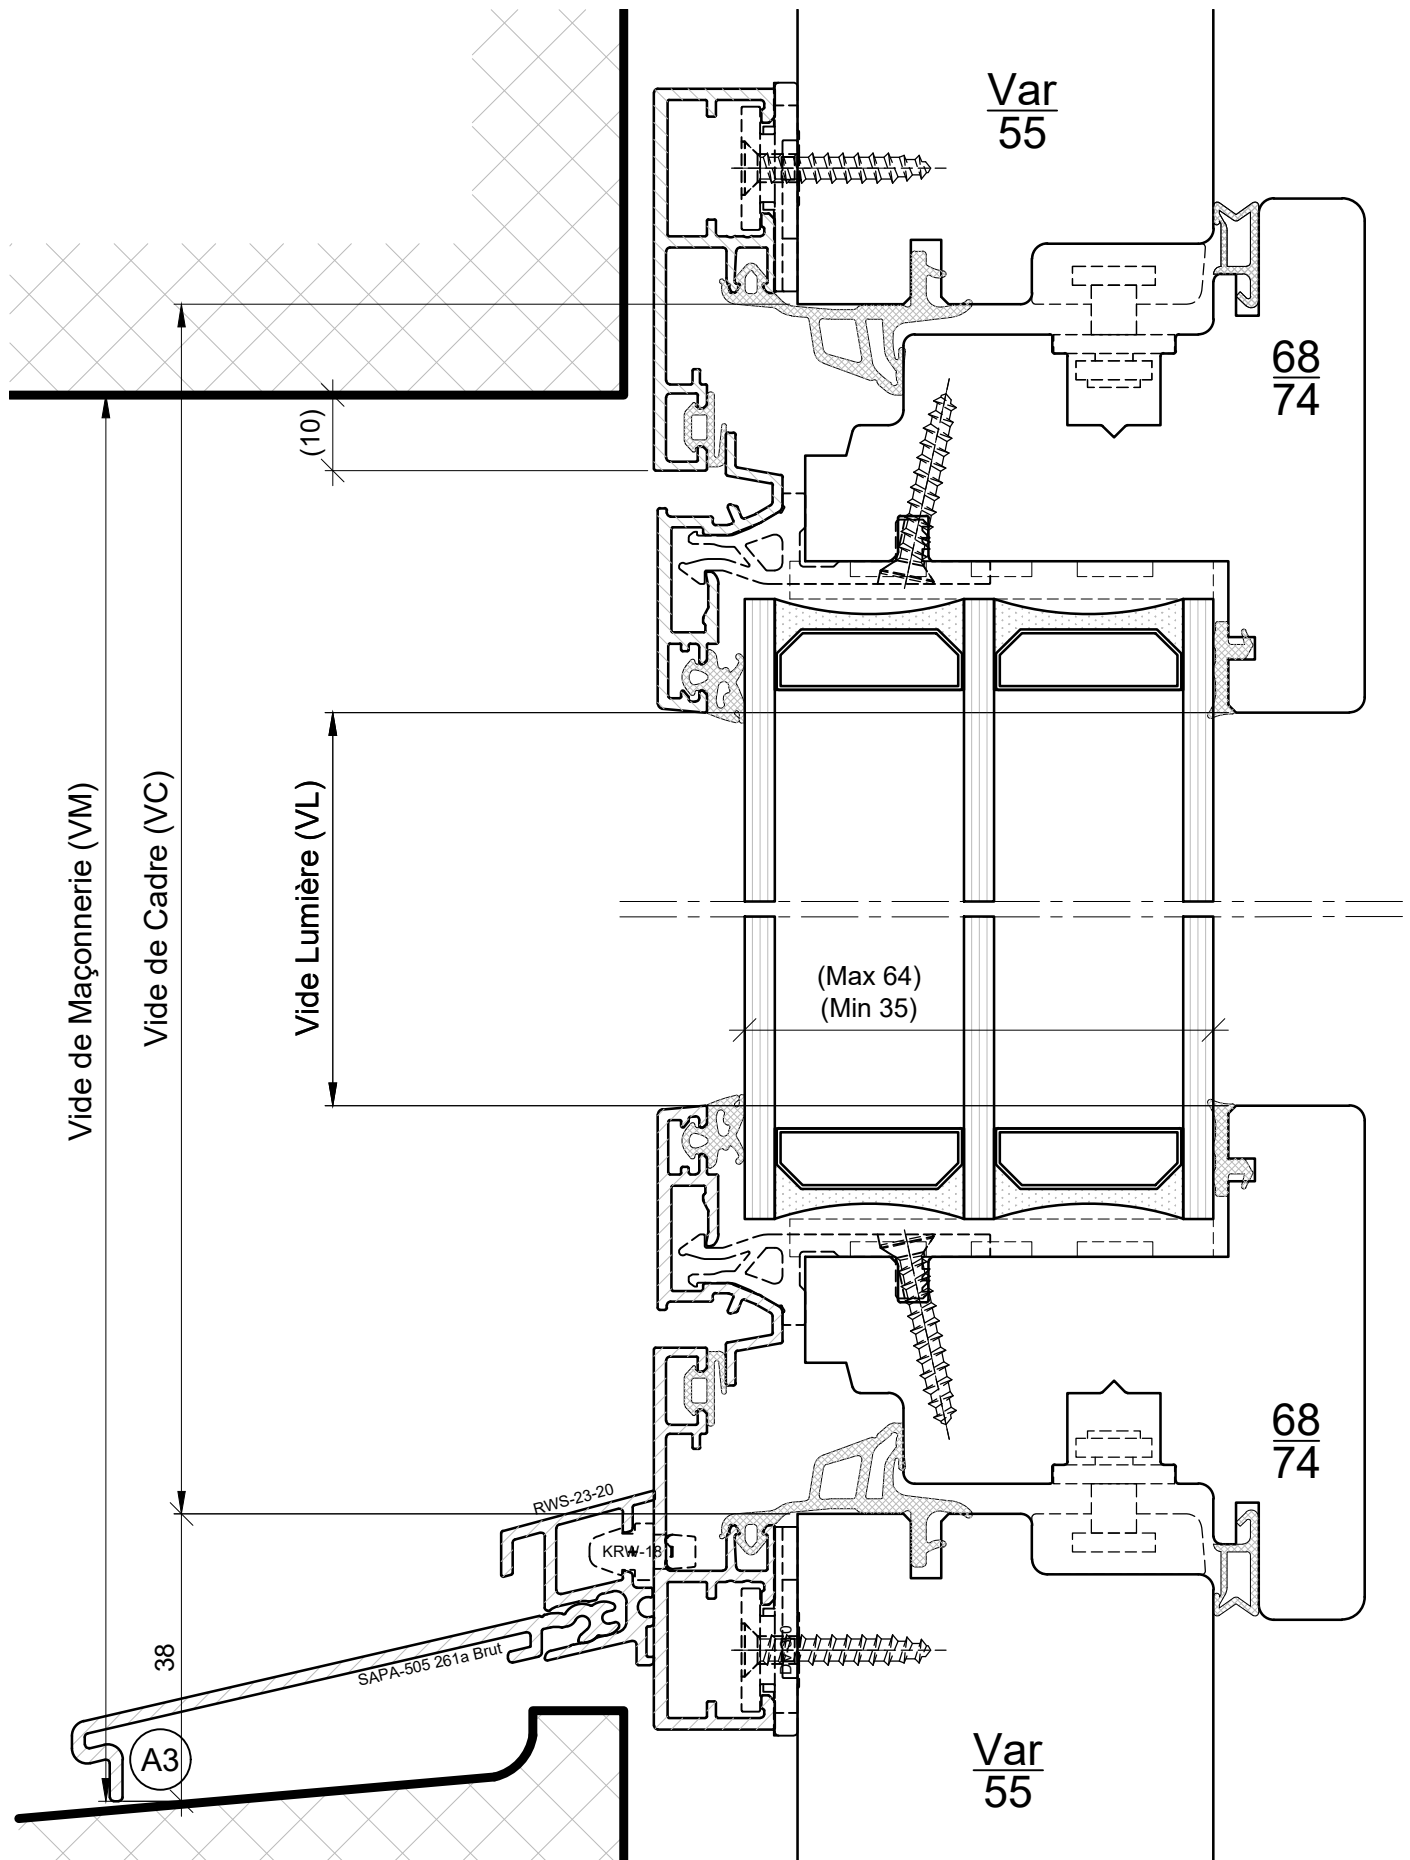 Var
55
68
74
(10)
Vide de Maçonnerie (VM)
Vide de Cadre (VC)
Vide Lumière (VL)
(Max 64)
(Min 35)
68
74
RWS-23-20
KRW-18
SAPA-505 261a Brut
38
A3
Var
55